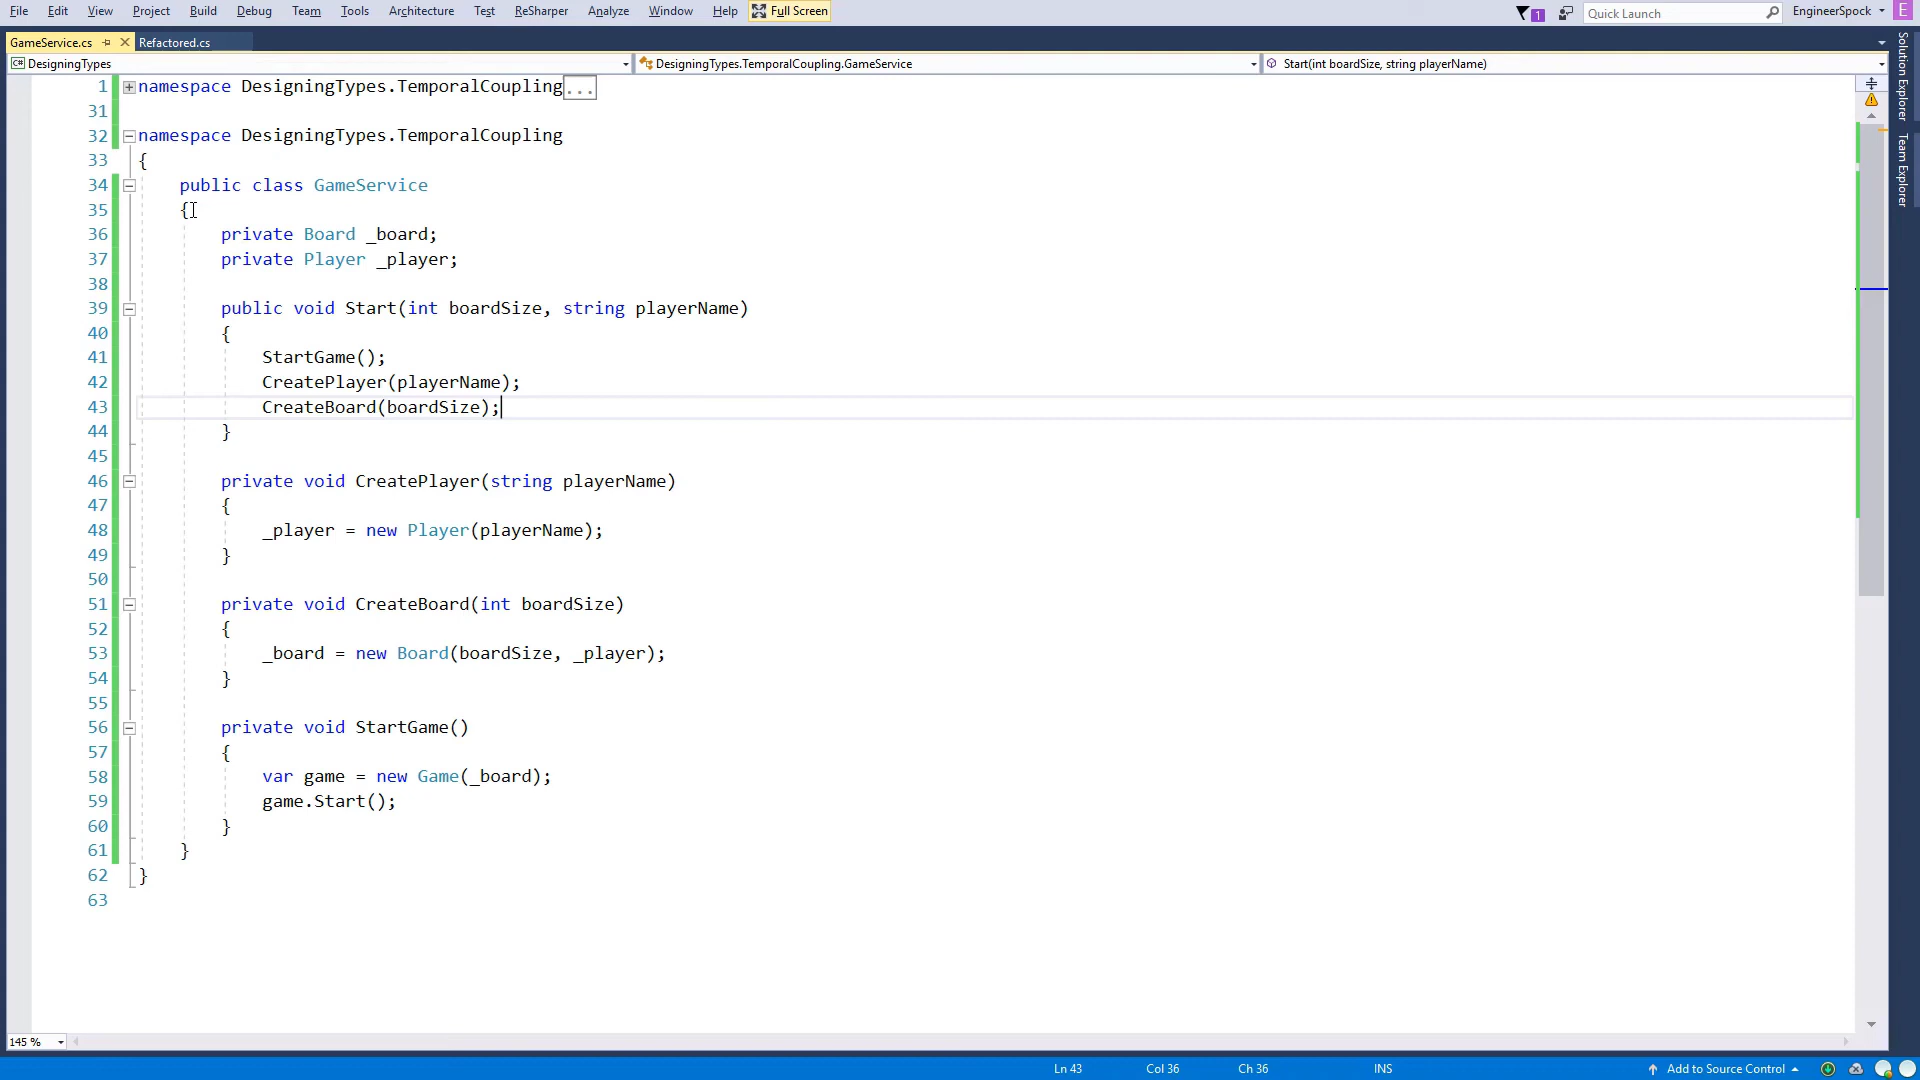 File Edit View Project Build Debug Team Tools Architecture Test ReSharper Analyze Window Help Full Screen 1 Quick Launch EngineerSpock E
GameService.cs Refactored.cs
C# DesigningTypes DesigningTypes.TemporalCoupling.GameService Start(int boardSize, string playerName)
Solution Explorer
Team Explorer
1 namespace DesigningTypes.TemporalCoupling...
31
32 namespace DesigningTypes.TemporalCoupling
33 {
34 public class GameService
35 {
36 private Board _board;
37 private Player _player;
38
39 public void Start(int boardSize, string playerName)
40 {
41 StartGame();
42 CreatePlayer(playerName);
43 CreateBoard(boardSize);
44 }
45
46 private void CreatePlayer(string playerName)
47 {
48 _player = new Player(playerName);
49 }
50
51 private void CreateBoard(int boardSize)
52 {
53 _board = new Board(boardSize, _player);
54 }
55
56 private void StartGame()
57 {
58 var game = new Game(_board);
59 game.Start();
60 }
61 }
62 }
63
145 %
Ln 43 Col 36 Ch 36 INS Add to Source Control